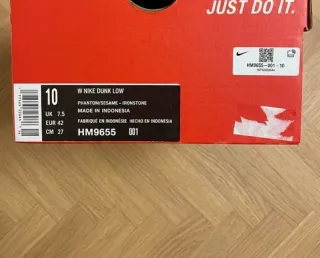 JUST DO IT.
HM9655-001-10
10
W NIKE DUNK LOW
UK 7.5
PHANTOM/SESAME-IRONSTONE
MADE IN INDONESIA
EUR 42
FABRIQUÉ EN INDONÉSIE HECHO EN INDONESIA
CM 27
HM9655 001